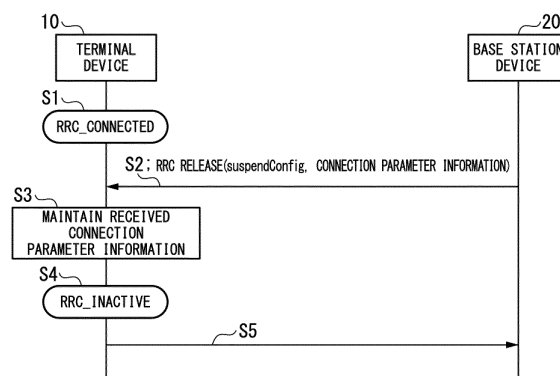 10
TERMINAL
DEVICE
20
BASE STATION
DEVICE
S1
RRC_CONNECTED
S2; RRC RELEASE(suspendConfig, CONNECTION PARAMETER INFORMATION)
S3
MAINTAIN RECEIVED
CONNECTION
PARAMETER INFORMATION
S4
RRC_INACTIVE
S5